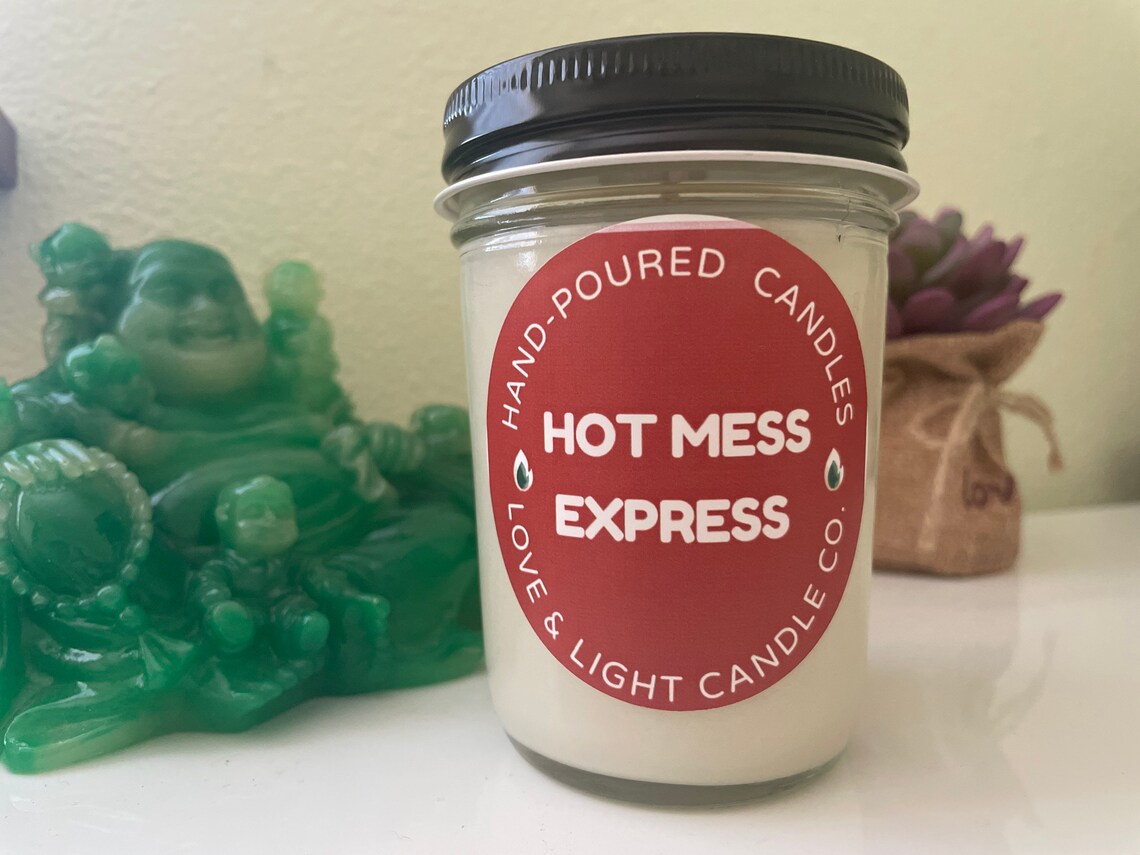 HAND-POURED CANDLES
HOT MESS
EXPRESS
LOVE & LIGHT CANDLE CO.